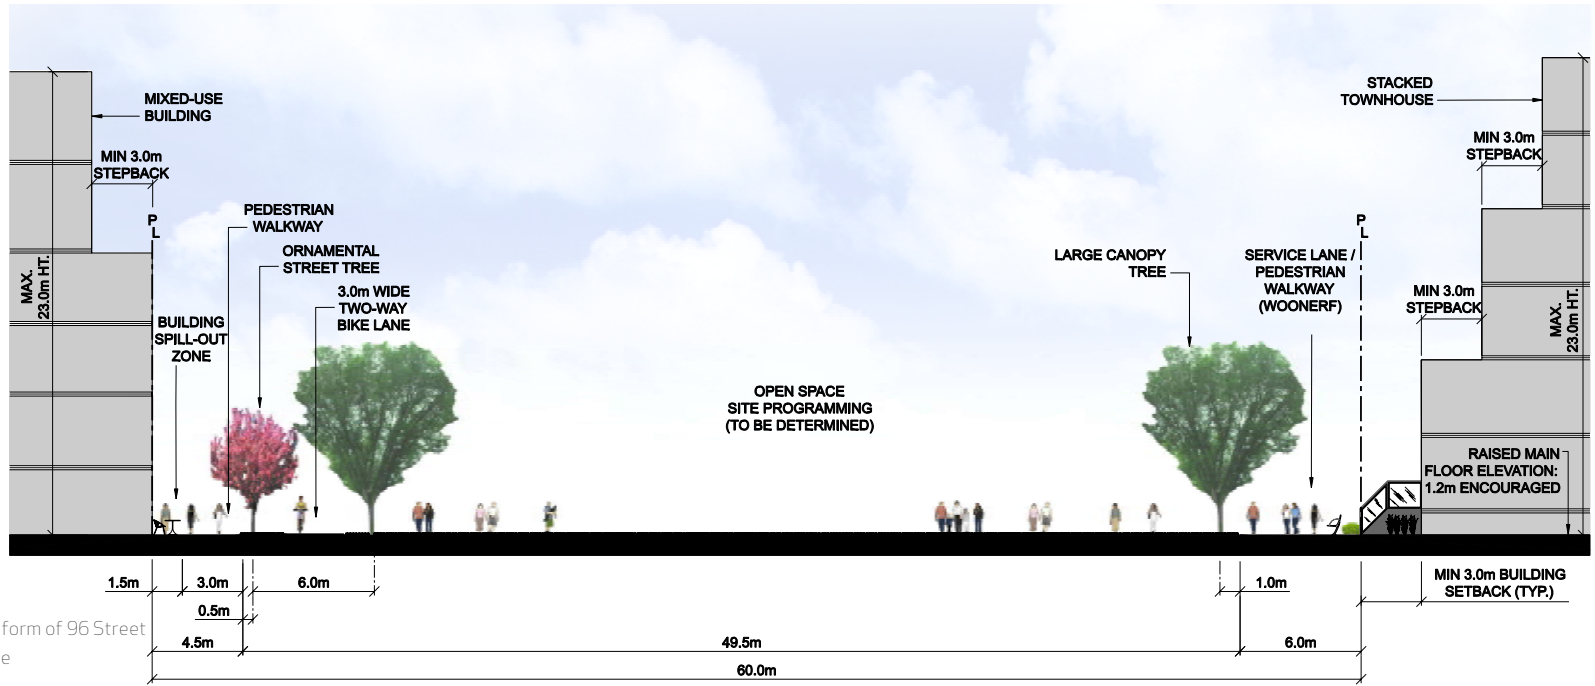 MIXED-USE
BUILDING
MIN 3.0m
STEPBACK
P
L
MAX.
23.0m HT.
PEDESTRIAN
WALKWAY
ORNAMENTAL
STREET TREE
3.0m WIDE
TWO-WAY
BIKE LANE
BUILDING
SPILL-OUT
ZONE
OPEN SPACE
SITE PROGRAMMING
(TO BE DETERMINED)
LARGE CANOPY
TREE
SERVICE LANE /
PEDESTRIAN
WALKWAY
(WOONERF)
P
L
STACKED
TOWNHOUSE
MIN 3.0m
STEPBACK
MIN 3.0m
STEPBACK
MAX.
23.0m HT.
RAISED MAIN
FLOOR ELEVATION:
1.2m ENCOURAGED
1.5m
3.0m
6.0m
0.5m
1.0m
MIN 3.0m BUILDING
SETBACK (TYP.)
form of 96 Street
e
4.5m
49.5m
6.0m
60.0m